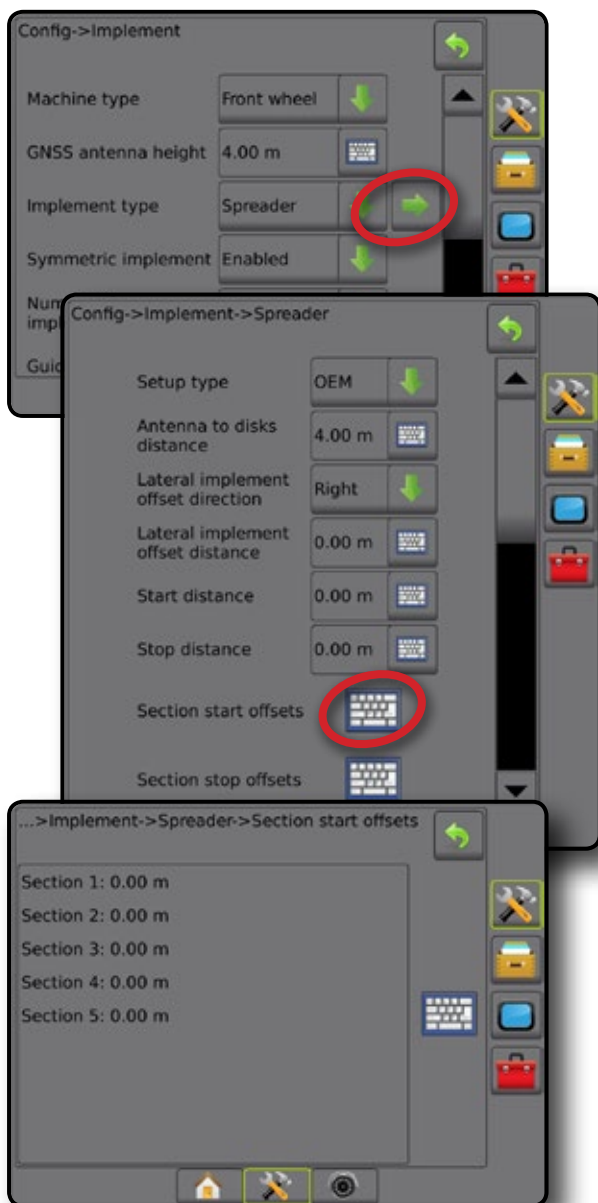 Config->Implement
Machine type Front wheel
GNSS antenna height 4.00 m
Implement type Spreader
Symmetric implement Enabled
Config->Implement->Spreader
Setup type OEM
Antenna to disks
distance 4.00 m
Lateral implement
offset direction Right
Lateral implement
offset distance 0.00 m
Start distance 0.00 m
Stop distance 0.00 m
Section start offsets
Section stop offsets
...>Implement->Spreader->Section start offsets
Section 1: 0.00 m
Section 2: 0.00 m
Section 3: 0.00 m
Section 4: 0.00 m
Section 5: 0.00 m